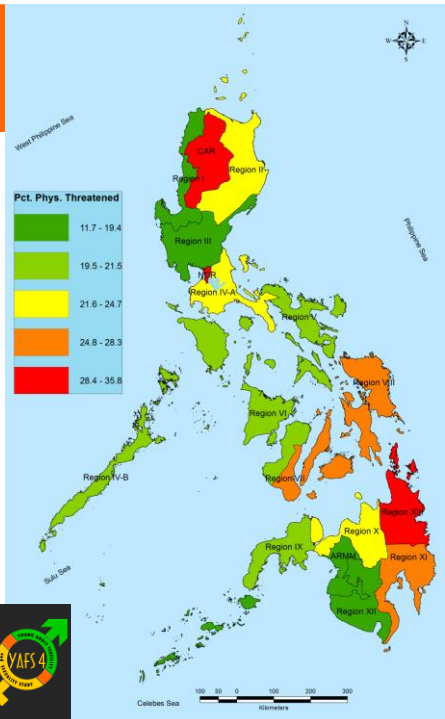 N
W E
S
West Philippine Sea
CAR
Region II
Region I
Pct. Phys. Threatened
11.7 - 19.4
19.5 - 21.5
21.6 - 24.7
24.8 - 28.3
28.4 - 35.8
Philippine Sea
Region III
NCR
Region IV-A
Region V
Region VIII
Region VI
Region VII
Region IV-B
Region XIII
Region X
Region IX
ARMM
Region XI
Sulu Sea
Region XII
YAFS 4
Celebes Sea
100 50 0 100 200 300
Kilometers